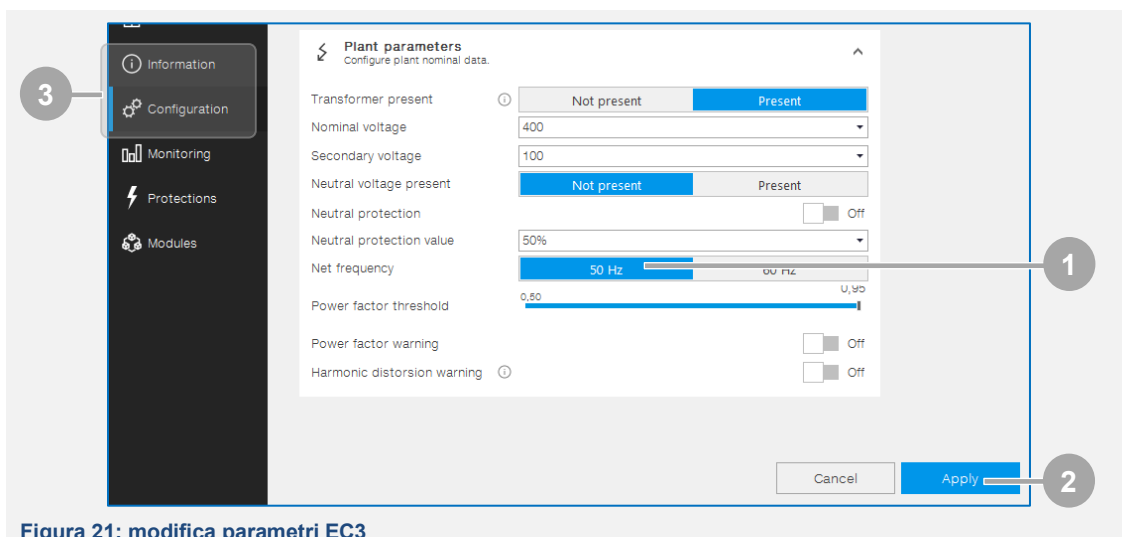 Plant parameters
Configure plant nominal data.
3
Information
Configuration
Monitoring
Protections
Modules
Transformer present Not present Present
Nominal voltage 400
Secondary voltage 100
Neutral voltage present Not present Present
Neutral protection Off
Neutral protection value 50%
Net frequency 50 Hz 60 Hz
1
Power factor threshold 0,50 0,95
Power factor warning Off
Harmonic distorsion warning Off
Cancel Apply
2
Figura 21: modifica parametri EC3